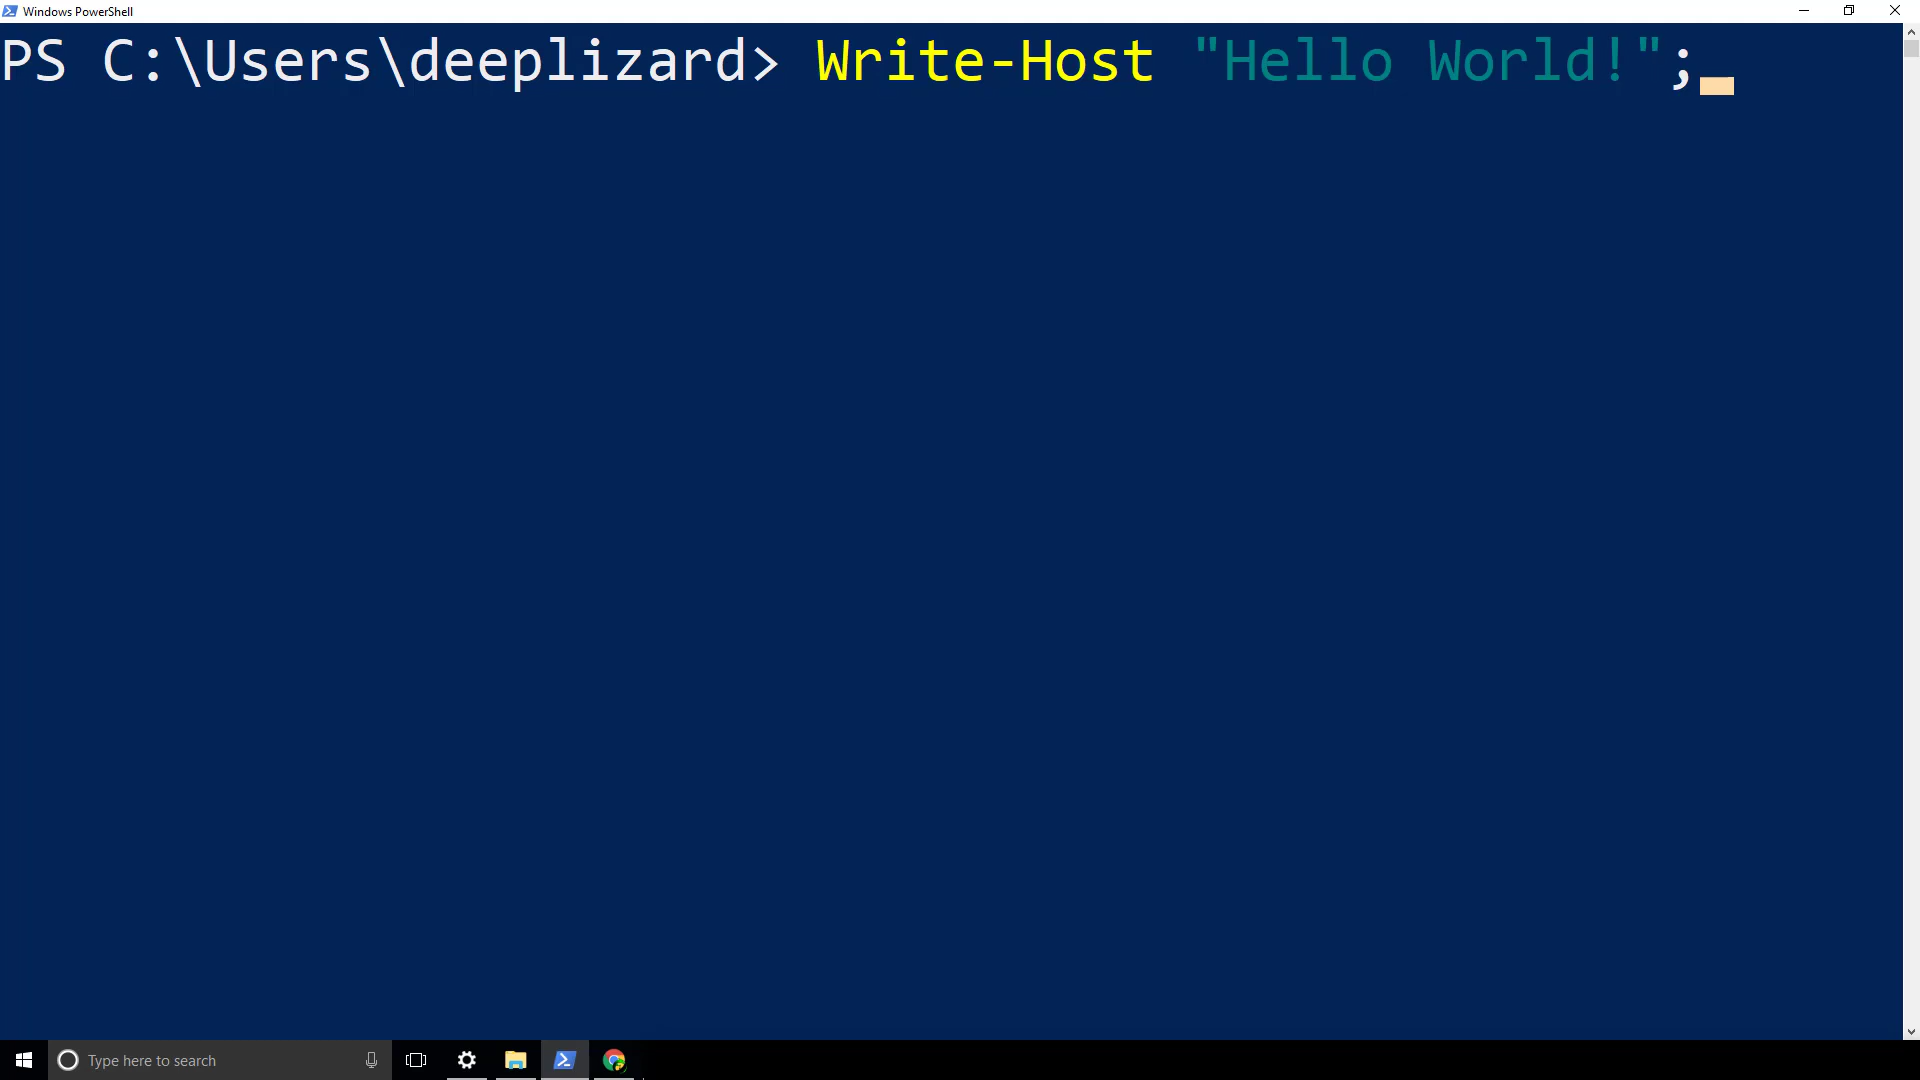 Windows PowerShell
PS C:\Users\deeplizard> Write-Host "Hello World!";
Type here to search